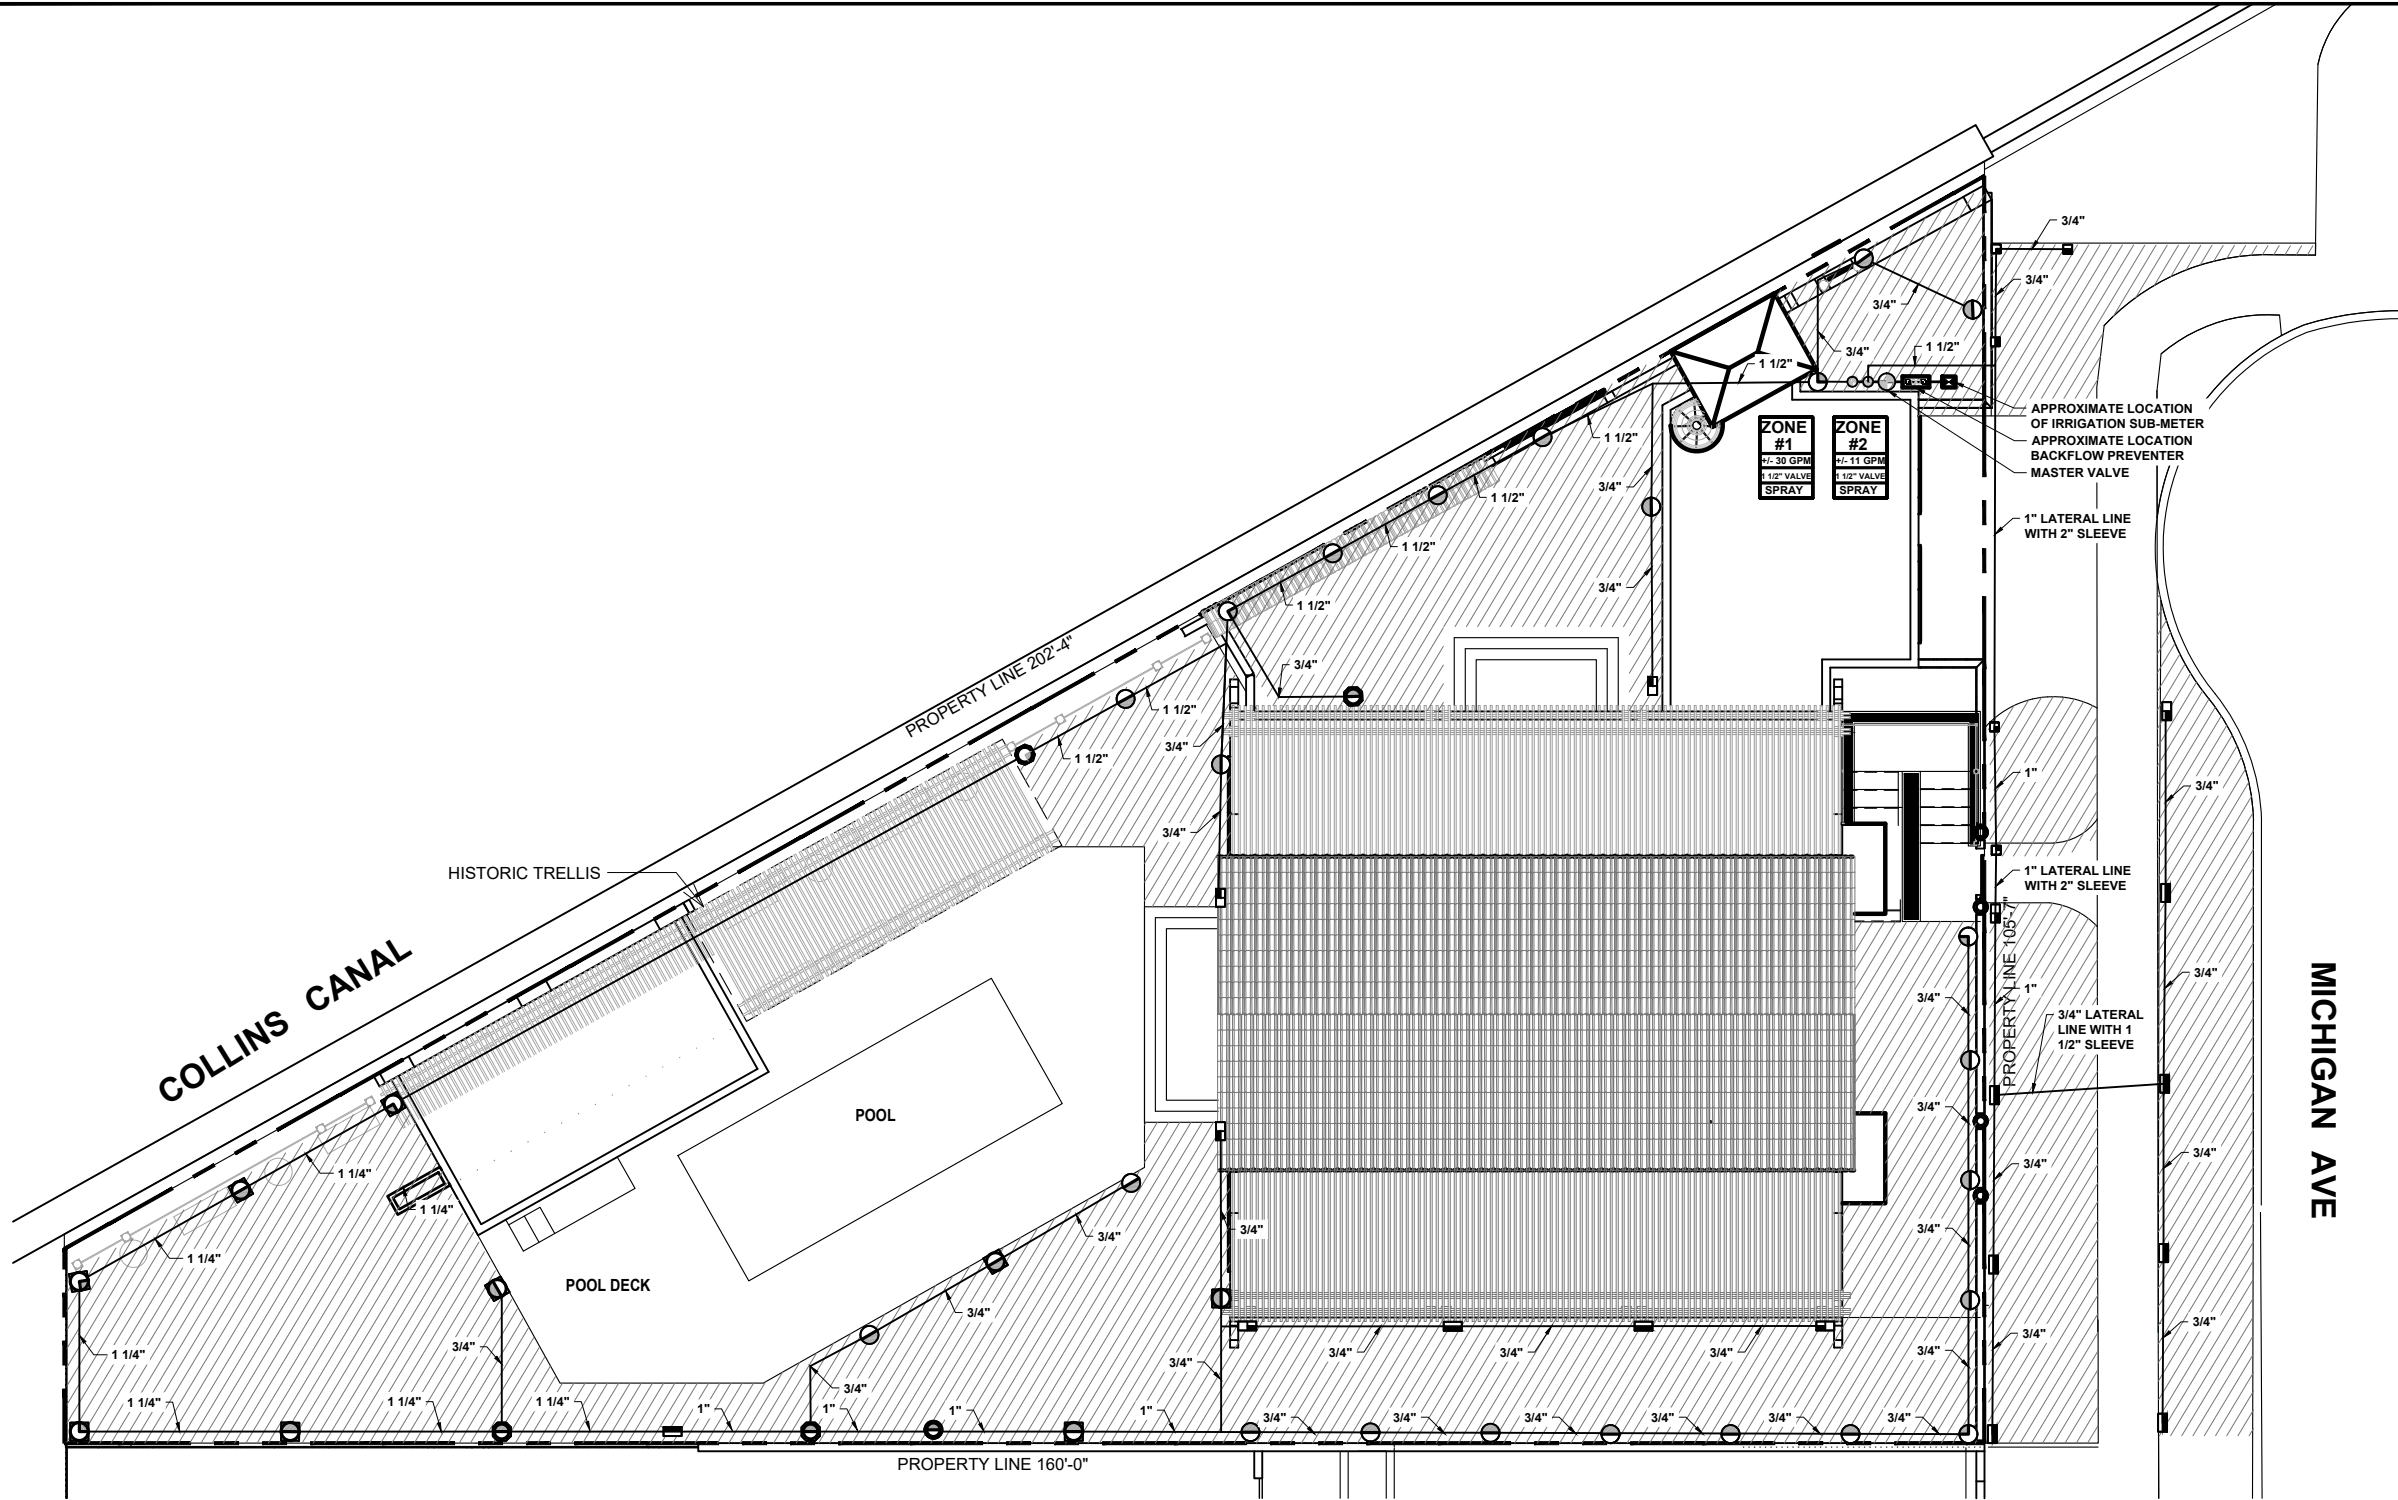 3/4"
3/4"
3/4"
3/4"
1 1/2"
1 1/2"
APPROXIMATE LOCATION
OF IRRIGATION SUB-METER
APPROXIMATE LOCATION
BACKFLOW PREVENTER
MASTER VALVE
ZONE
#1
+/- 30 GPM
1 1/2" VALVE
SPRAY
ZONE
#2
+/- 11 GPM
1 1/2" VALVE
SPRAY
1 1/2"
3/4"
1 1/2"
1" LATERAL LINE
WITH 2" SLEEVE
1 1/2"
3/4"
1 1/2"
PROPERTY LINE 202'-4"
3/4"
1 1/2"
3/4"
1 1/2"
1"
3/4"
3/4"
HISTORIC TRELLIS
1" LATERAL LINE
WITH 2" SLEEVE
PROPERTY LINE 105'-7"
COLLINS CANAL
3/4"
1"
3/4"
3/4" LATERAL
LINE WITH 1
1/2" SLEEVE
MICHIGAN AVE
POOL
3/4"
1 1/4"
3/4"
3/4"
1 1/4"
3/4"
3/4"
3/4"
1 1/4"
POOL DECK
3/4"
1 1/4"
3/4"
3/4"
3/4"
3/4"
3/4"
3/4"
3/4"
3/4"
3/4"
1 1/4"
1 1/4"
1 1/4"
1"
1"
1"
1"
3/4"
3/4"
3/4"
3/4"
3/4"
3/4"
PROPERTY LINE 160'-0"